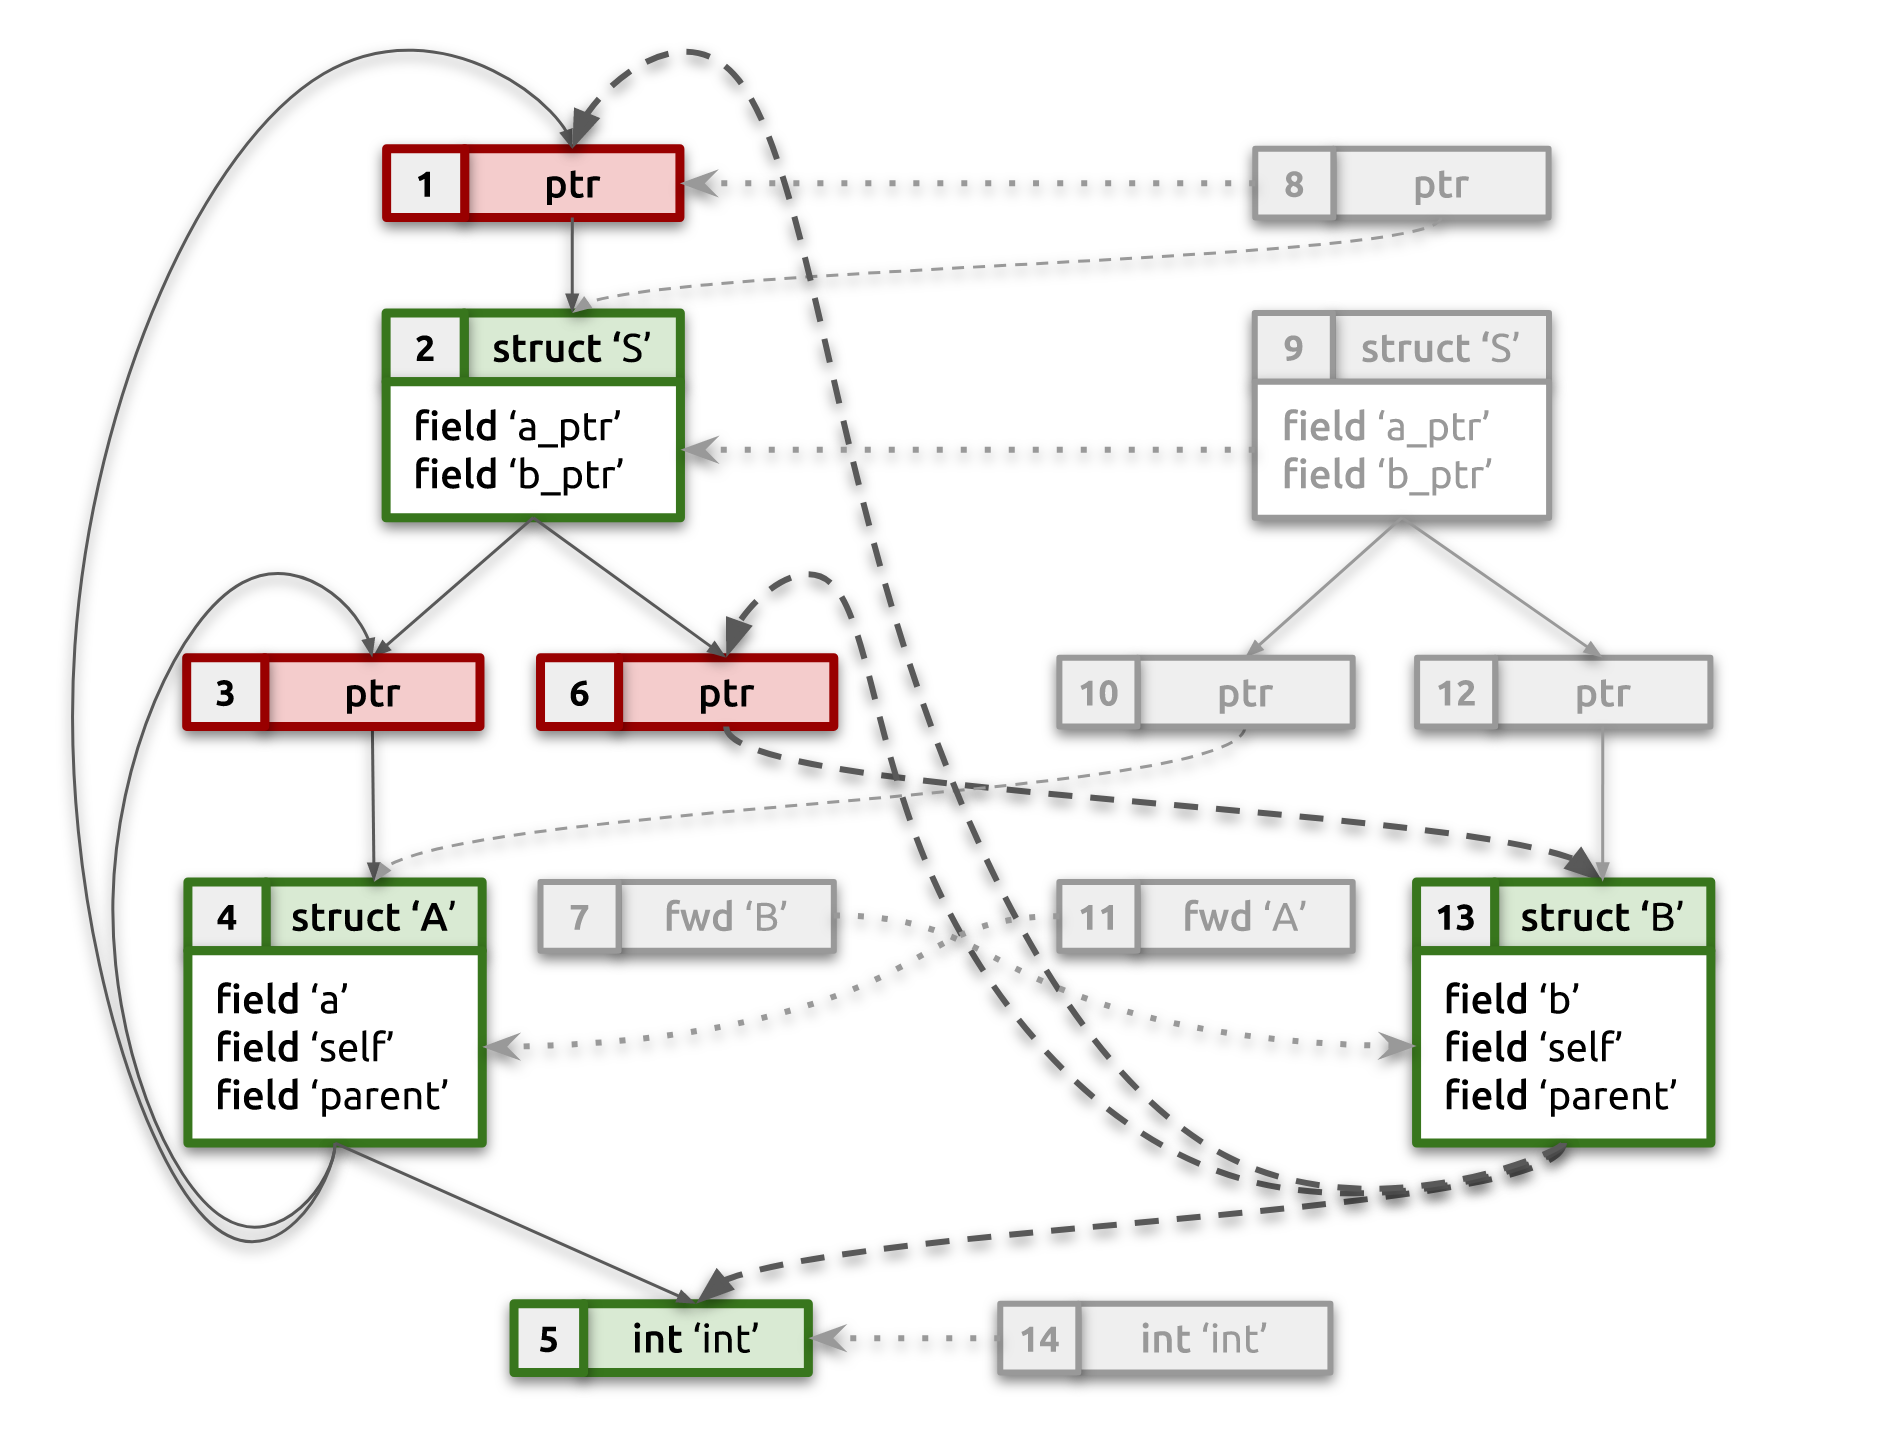 1 ptr
8 ptr
2 struct ‘S’
field ‘a_ptr’
field ‘b_ptr’
9 struct ‘S’
field ‘a_ptr’
field ‘b_ptr’
3 ptr
6 ptr
10 ptr
12 ptr
4 struct ‘A’
field ‘a’
field ‘self’
field ‘parent’
7 fwd ‘B’
11 fwd ‘A’
13 struct ‘B’
field ‘b’
field ‘self’
field ‘parent’
5 int ‘int’
14 int ‘int’